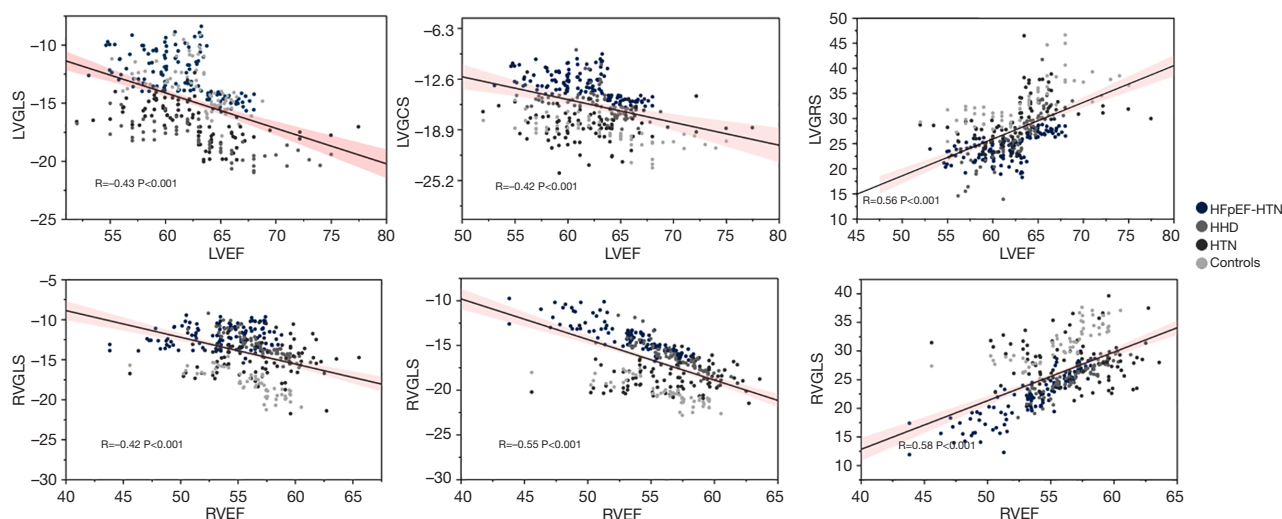 −10
−15
−20
−25
LVGLS
R=−0.43 P<0.001
55 60 65 70 75 80
LVEF
−6.3
−12.6
−18.9
−25.2
LVGCS
R=−0.42 P<0.001
50 55 60 65 70 75 80
LVEF
50
45
40
35
30
25
20
15
10
LVGRS
R=0.56 P<0.001
45 50 55 60 65 70 75 80
LVEF
HFpEF-HTN
HHD
HTN
Controls
−5
−10
−15
−20
−25
−30
RVGLS
R=−0.42 P<0.001
40 45 50 55 60 65
RVEF
−10
−15
−20
−25
−30
RVGLS
R=−0.55 P<0.001
40 45 50 55 60 65
RVEF
40
35
30
25
20
15
10
RVGLS
R=0.58 P<0.001
40 45 50 55 60 65
RVEF